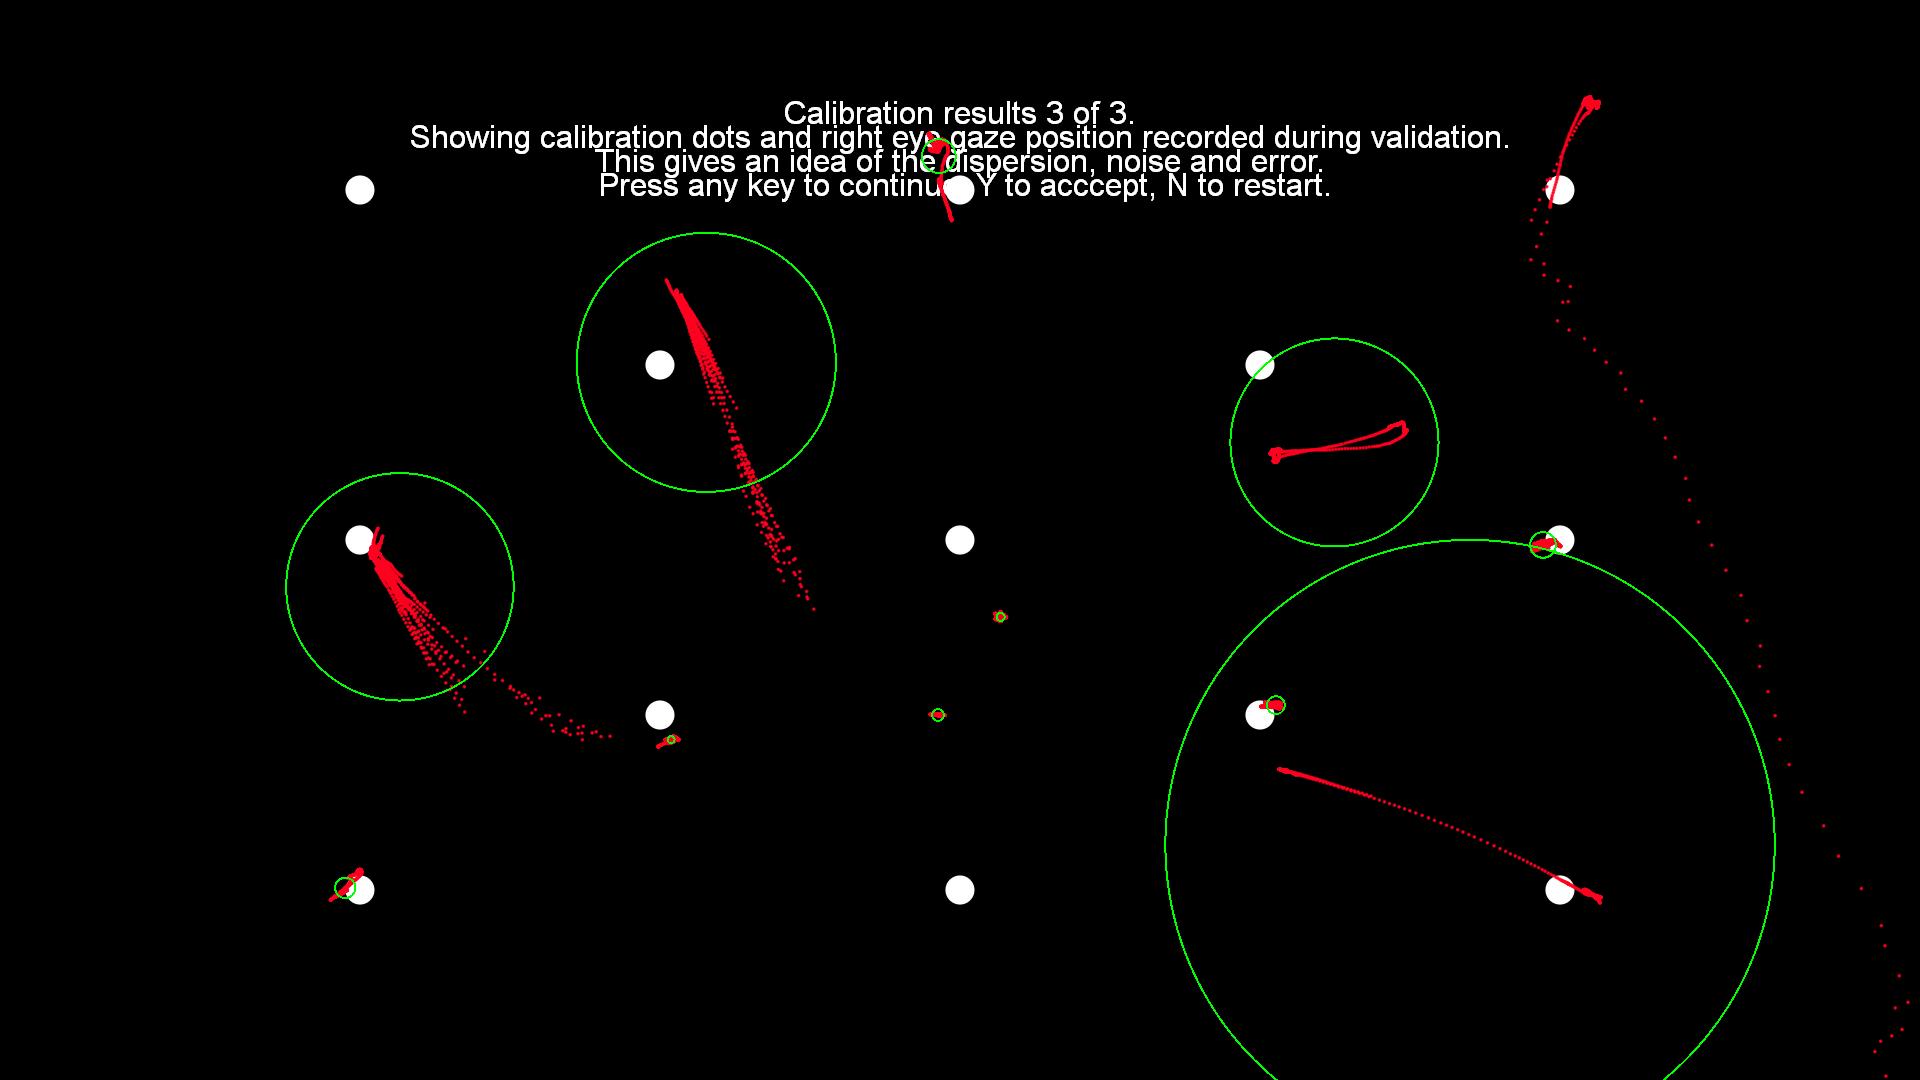 Calibration results 3 of 3.
Showing calibration dots and right eye gaze position recorded during validation.
This gives an idea of the dispersion, noise and error.
Press any key to continue Y to acccept, N to restart.